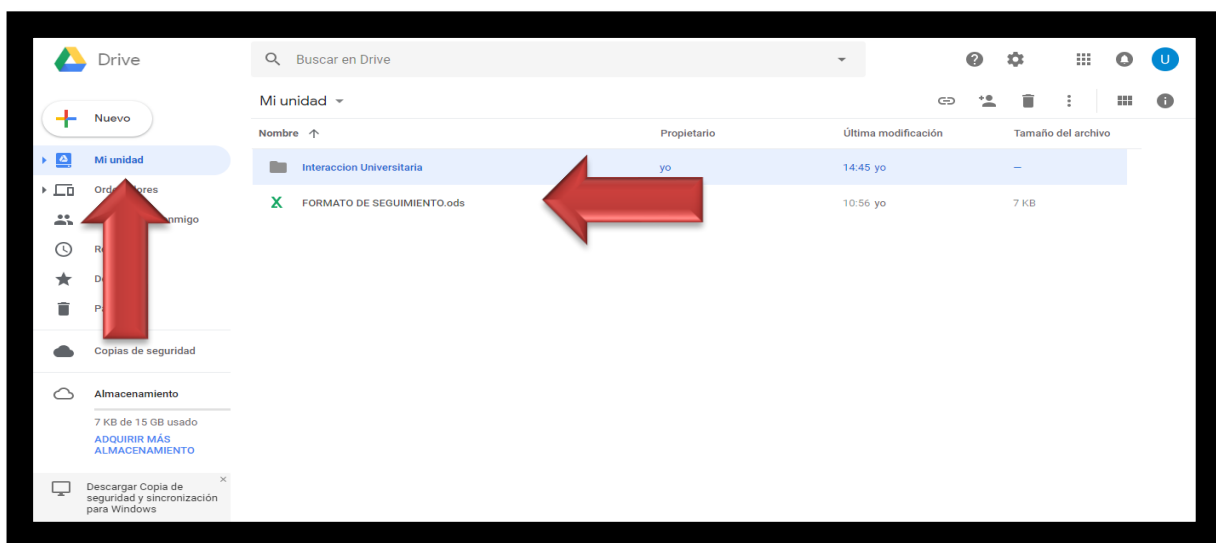 Drive
Buscar en Drive
U
Nuevo
Mi unidad
Nombre ↑ Propietario Última modificación Tamaño del archivo
Mi unidad
Interaccion Universitaria yo 14:45 yo —
FORMATO DE SEGUIMIENTO.ods 10:56 yo 7 KB
Copias de seguridad
Almacenamiento
7 KB de 15 GB usado
ADQUIRIR MÁS
ALMACENAMIENTO
Descargar Copia de
seguridad y sincronización
para Windows